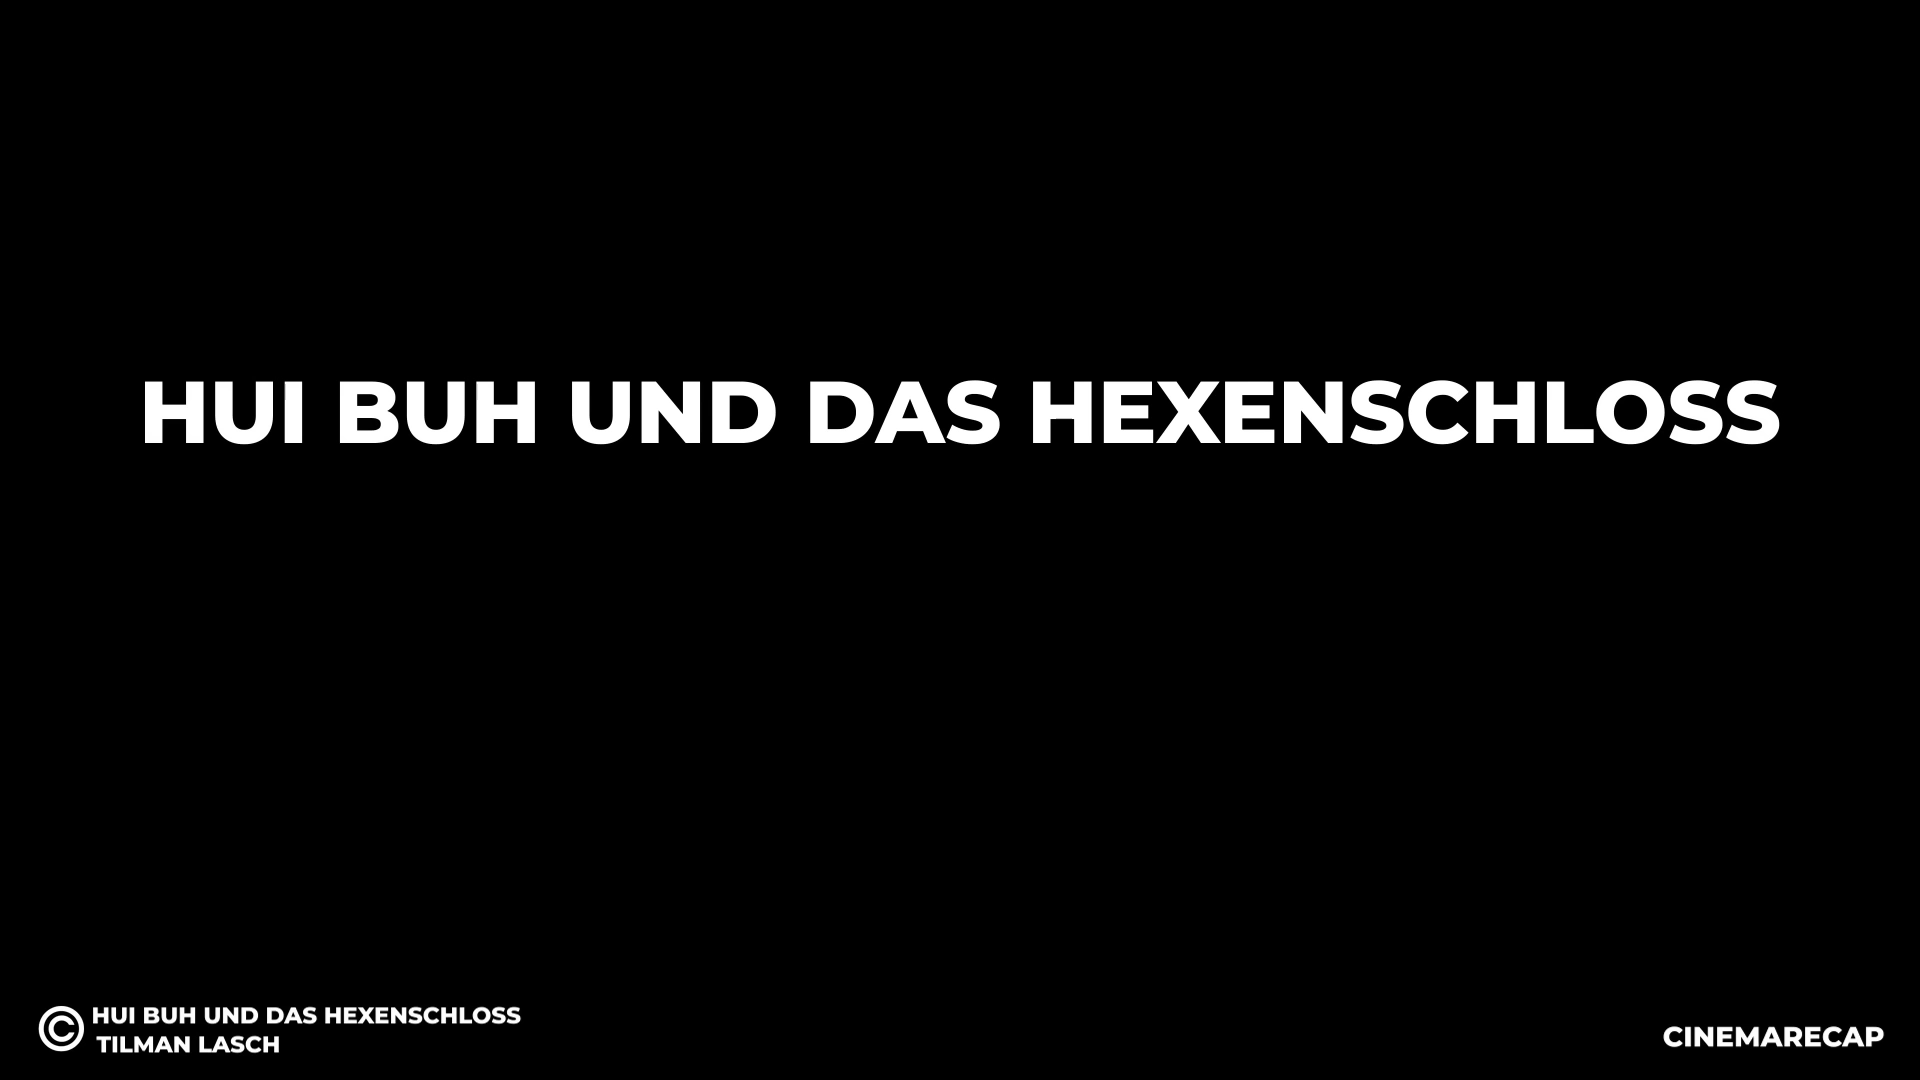 HUI BUH UND DAS HEXENSCHLOSS
© HUI BUH UND DAS HEXENSCHLOSS
TILMAN LASCH
CINEMARECAP